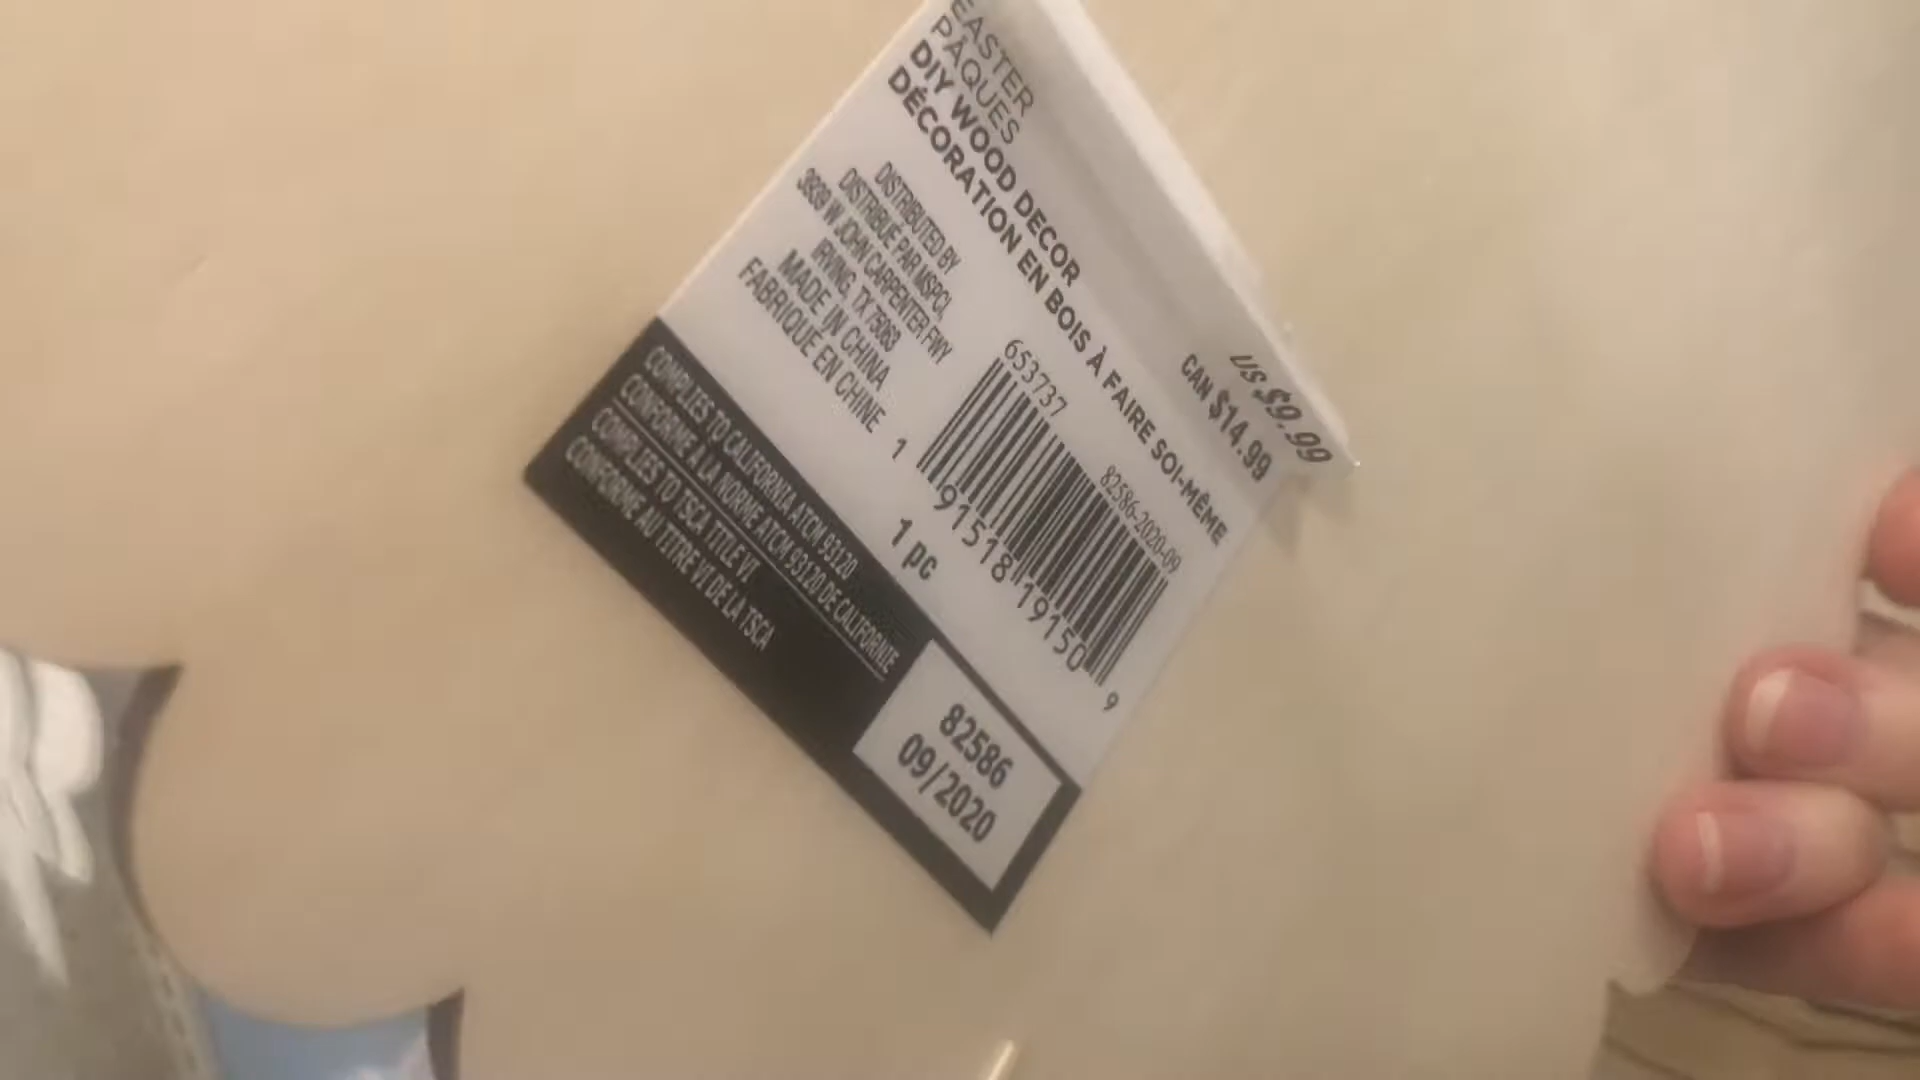 EASTER
PÂQUES
DIY WOOD DECOR
DÉCORATION EN BOIS À FAIRE SOI-MÊME
US $9.99
CAN $14.99
DISTRIBUTED BY
DISTRIBUÉ PAR MSPCI,
3939 W JOHN CARPENTER FWY
IRVING, TX 75063
MADE IN CHINA
FABRIQUE EN CHINE
653737
82586-2020-09
1 91518 19150 9
1 pc
COMPLIES TO CALIFORNIA ATCM 93120
CONFORME À LA NORME ATCM 93120 DE CALIFORNIE
COMPLIES TO TSCA TITLE VI
CONFORME AU TITRE VI DE LA TSCA
82586
09/2020